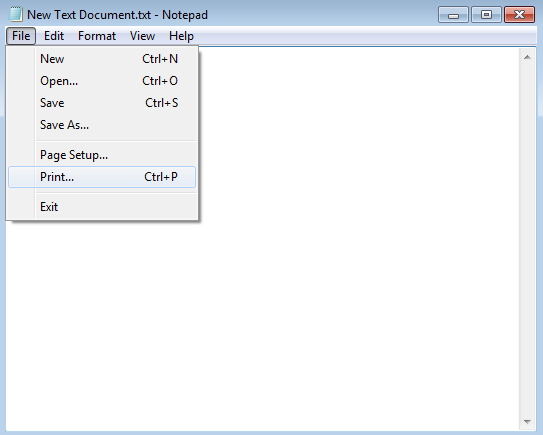 New Text Document.txt - Notepad
File Edit Format View Help
New Ctrl+N
Open... Ctrl+O
Save Ctrl+S
Save As...
Page Setup...
Print... Ctrl+P
Exit